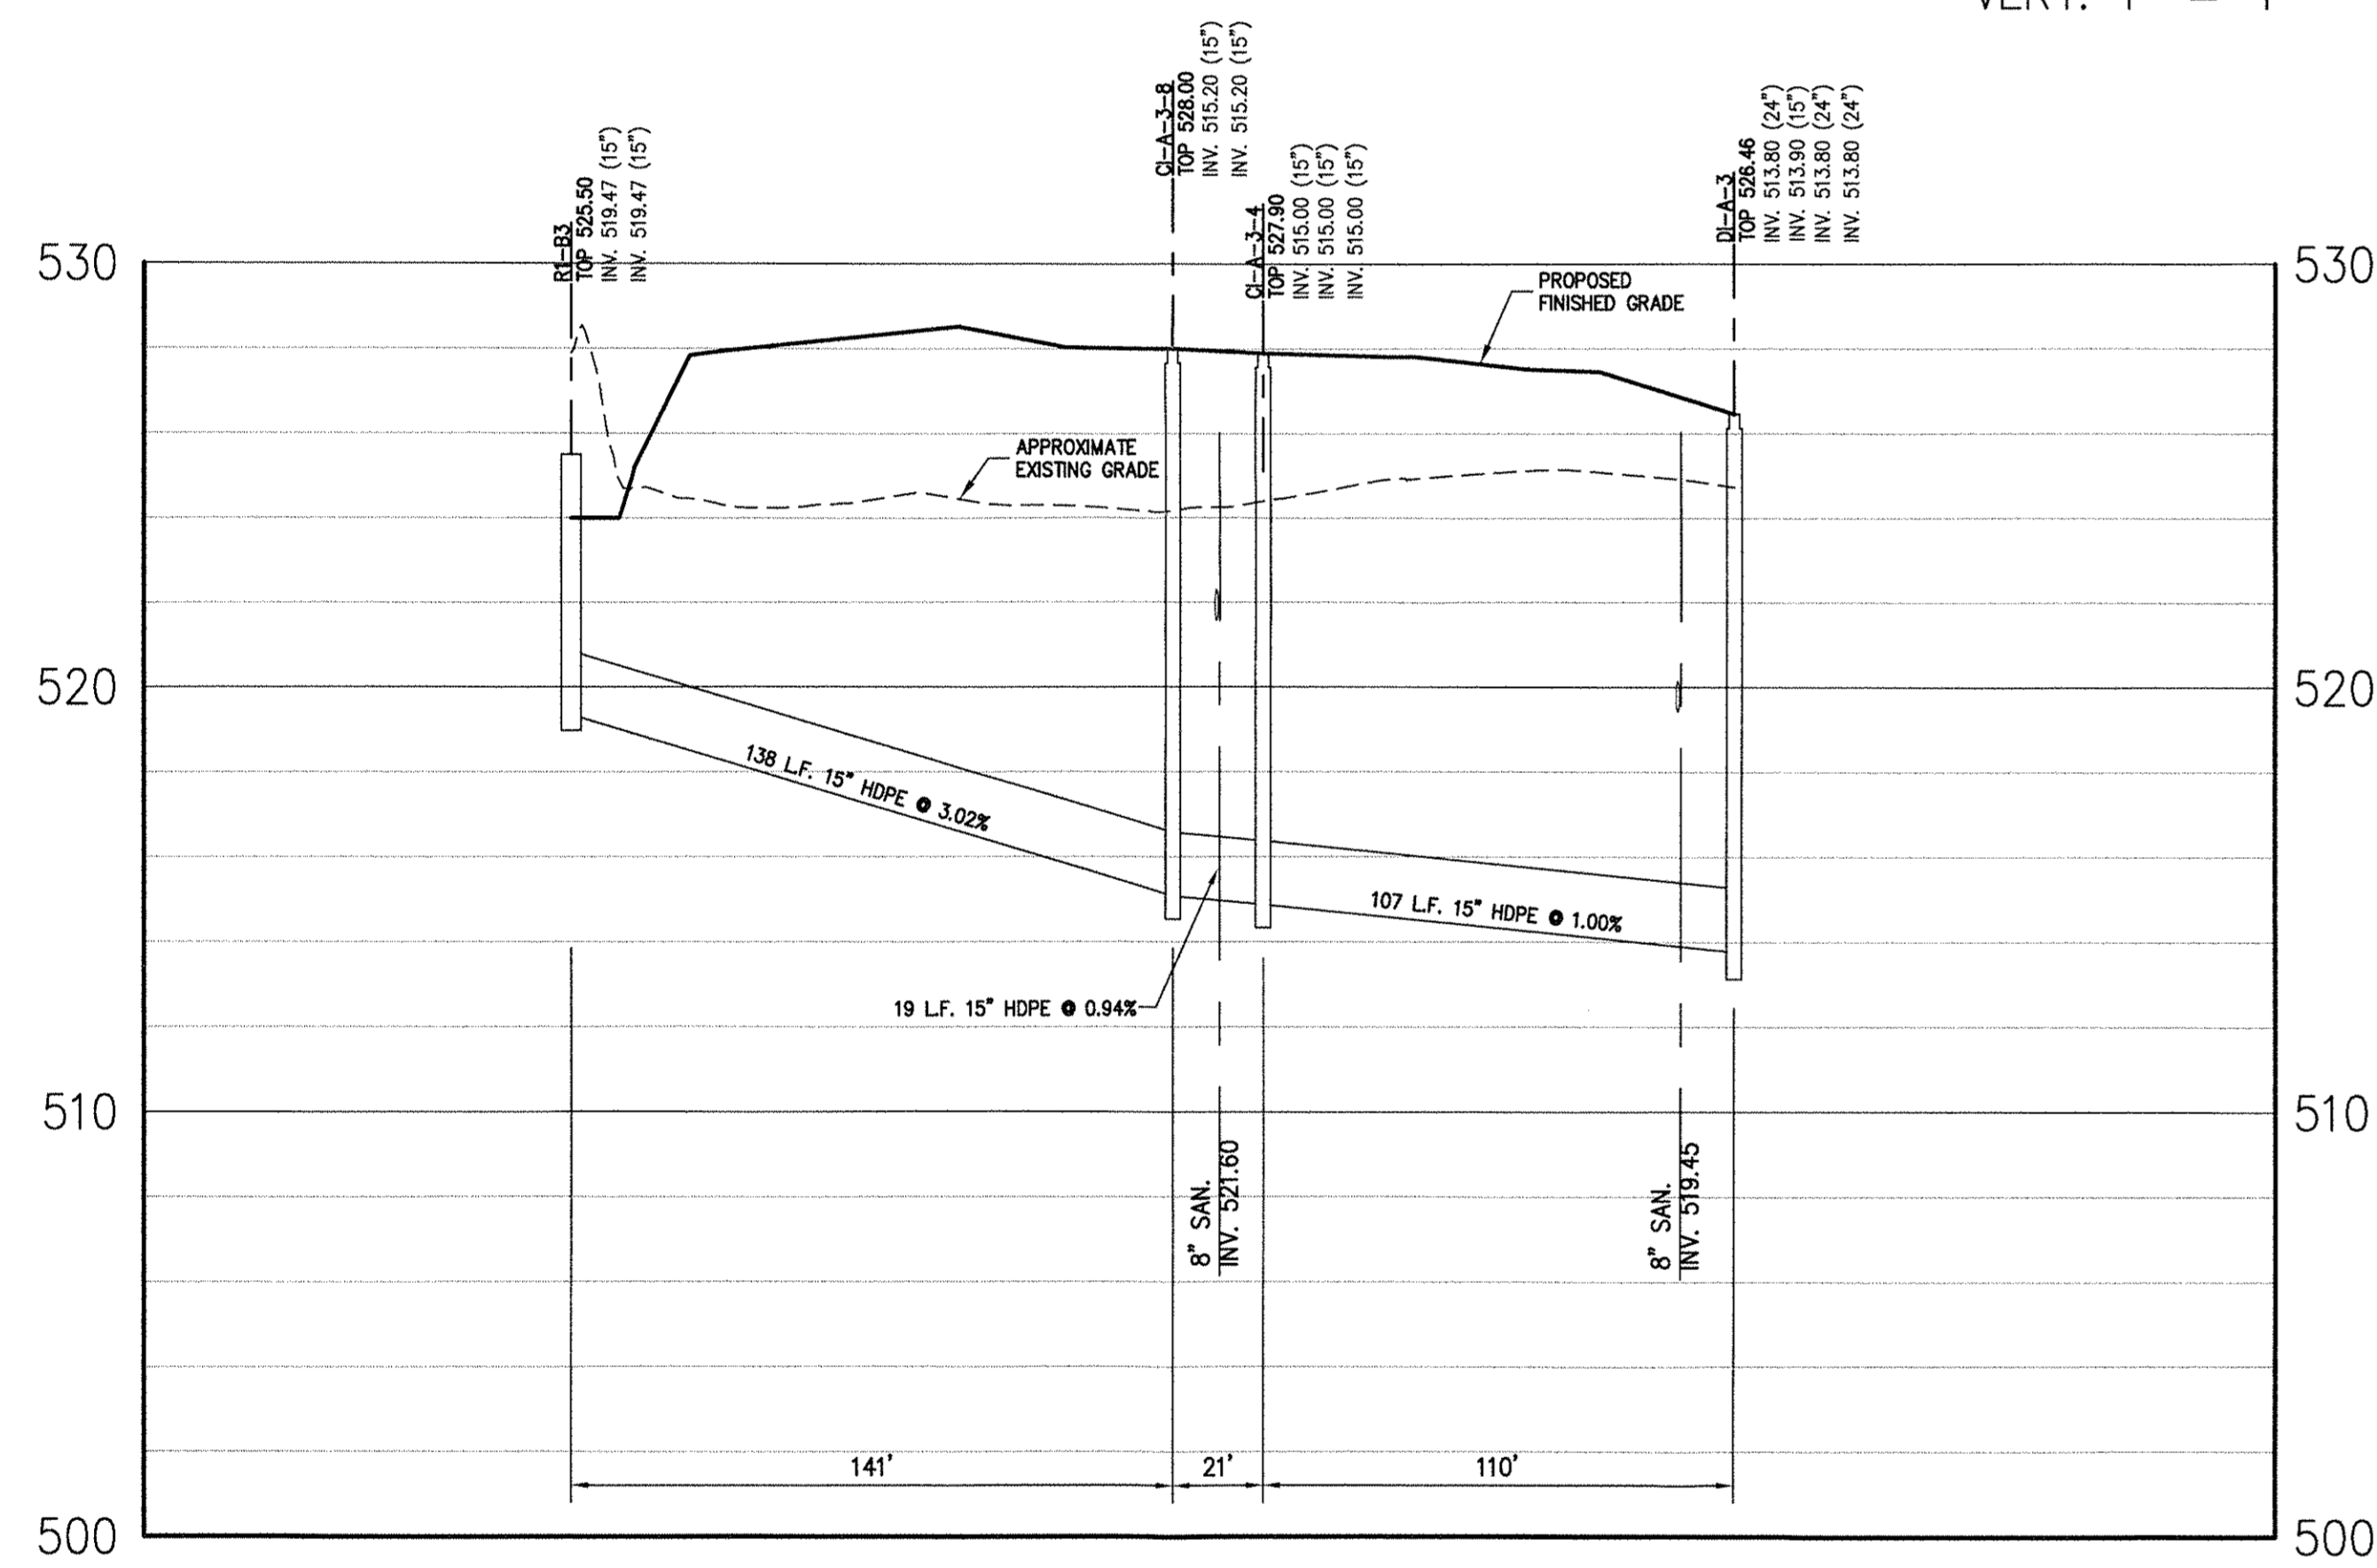 R1-B3
TOP 525.50
INV. 519.47 (15")
INV. 519.47 (15")
CI-A-3-8
TOP 528.00
INV. 515.20 (15")
INV. 515.20 (15")
CI-A-3-4
TOP 527.90
INV. 515.00 (15")
INV. 515.00 (15")
INV. 515.00 (15")
DI-A-3
TOP 526.46
INV. 513.80 (24")
INV. 513.90 (15")
INV. 513.80 (24")
INV. 513.80 (24")
530
530
PROPOSED
FINISHED GRADE
APPROXIMATE
EXISTING GRADE
520
520
138 L.F. 15" HDPE @ 3.02%
107 L.F. 15" HDPE @ 1.00%
19 L.F. 15" HDPE @ 0.94%
510
510
8" SAN.
INV. 521.60
8" SAN.
INV. 519.45
141'
21'
110'
500
500